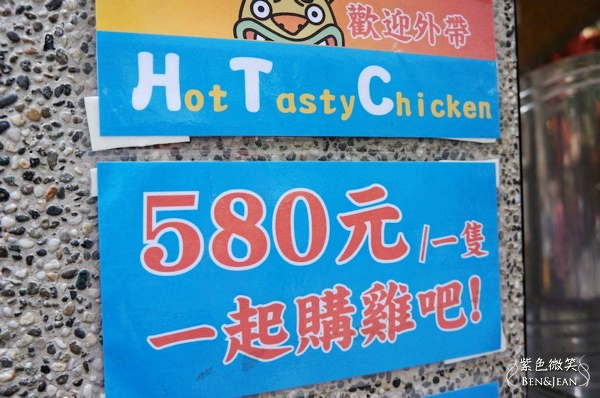 歡迎外帶
Hot Tasty Chicken
580元/一隻
一起購雞吧!
紫色微笑
BEN&JEAN